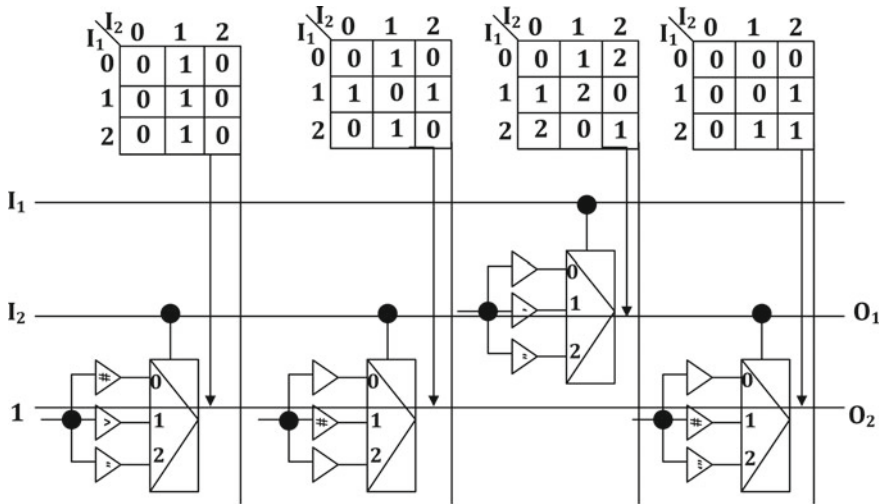 I₂ 0 1 2 I₂ 0 1 2 I₂ 0 1 2 I₂ 0 1 2
I₁ I₁ I₁ I₁
0 0 1 0 0 0 1 0 0 0 1 2 0 0 0 0
1 0 1 0 1 1 0 1 1 1 2 0 1 0 0 1
2 0 1 0 2 0 1 0 2 2 0 1 2 0 1 1
I₁
0
1
2
I₂ O₁
# 0 0 0
1 > 1 # 1 # 1 O₂
2 2 2